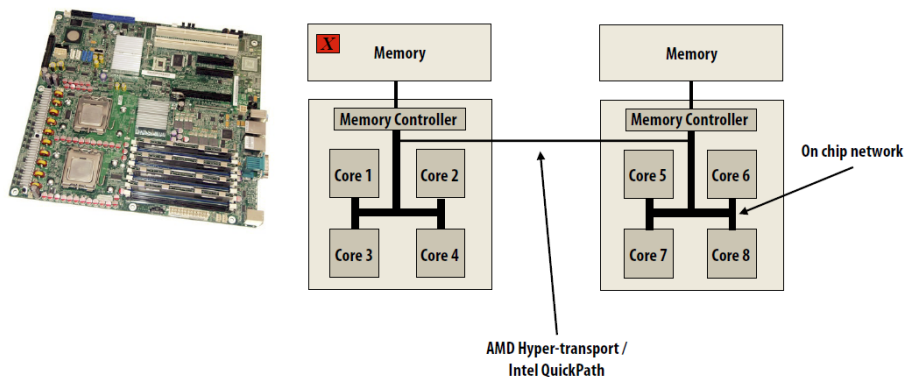 X
Memory
Memory
Memory Controller
Memory Controller
On chip network
Core 1
Core 2
Core 5
Core 6
Core 3
Core 4
Core 7
Core 8
AMD Hyper-transport /
Intel QuickPath